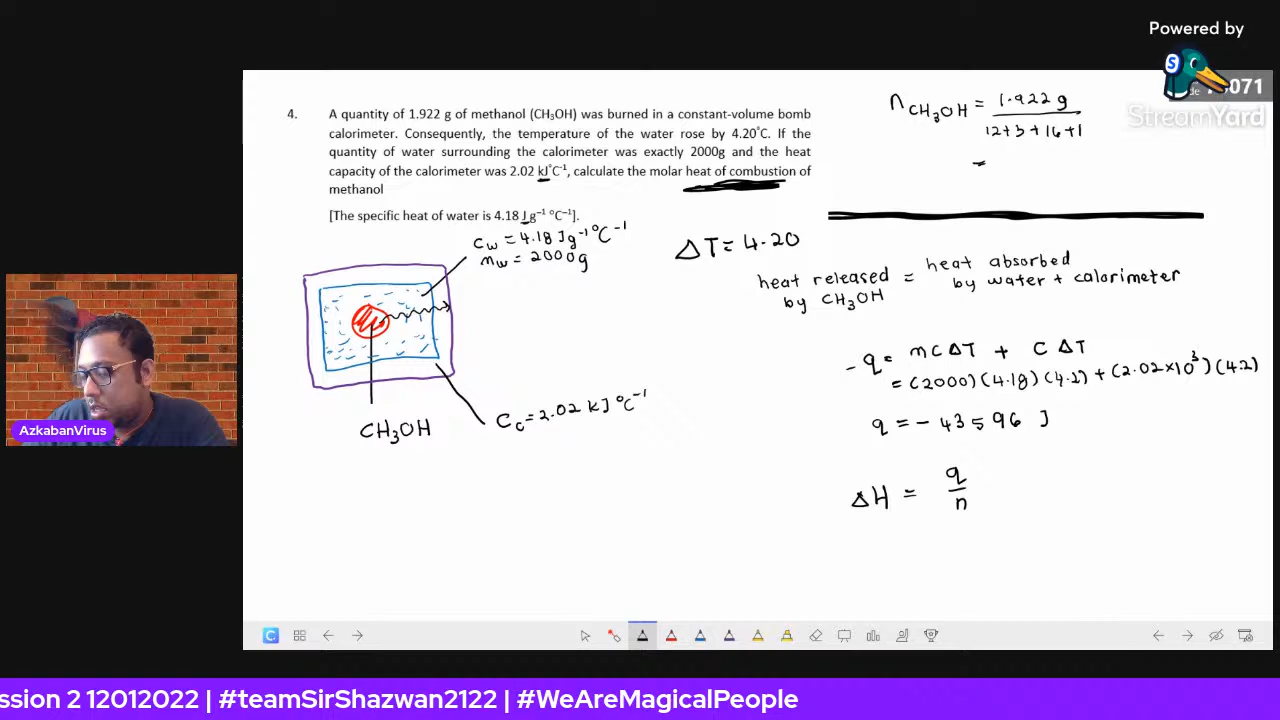 Powered by
StreamYard
071
4. A quantity of 1.922 g of methanol (CH₃OH) was burned in a constant-volume bomb
calorimeter. Consequently, the temperature of the water rose by 4.20°C. If the
quantity of water surrounding the calorimeter was exactly 2000g and the heat
capacity of the calorimeter was 2.02 kJ°C⁻¹, calculate the molar heat of combustion of
methanol
[The specific heat of water is 4.18 J g⁻¹ °C⁻¹].
n CH₃OH = 1.922 g
12+3+16+1
=
Cw = 4.18 J g⁻¹ °C⁻¹
mw = 2000g
ΔT = 4.20
heat released = heat absorbed
by CH₃OH by water + calorimeter
- q = mcΔT + CΔT
= (2000)(4.18)(4.2) + (2.02×10³)(4.2)
q = - 43596 J
ΔH = q
n
CH₃OH
Cc = 2.02 kJ °C⁻¹
AzkabanVirus
ssion 2 12012022 | #teamSirShazwan2122 | #WeAreMagicalPeople